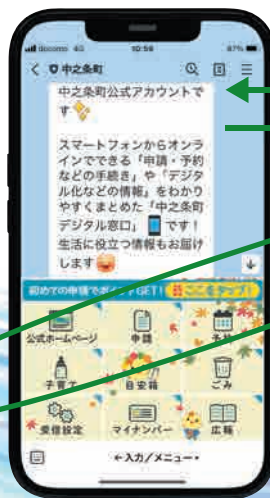 docomo 4G 10:56 87%
中之条町
中之条町公式アカウントで
す
スマートフォンからオンラ
インでできる「申請・予約
などの手続き」や「デジタ
ル化などの情報」をわかり
やすくまとめた「中之条町
デジタル窓口」です！
生活に役立つ情報もお届け
します
初めての申請でポイントGET！ ここをタップ！
公式ホームページ 申請 予約
子育て 目安箱 ごみ
受信設定 マイナンバー 広報
←入力/メニュー・